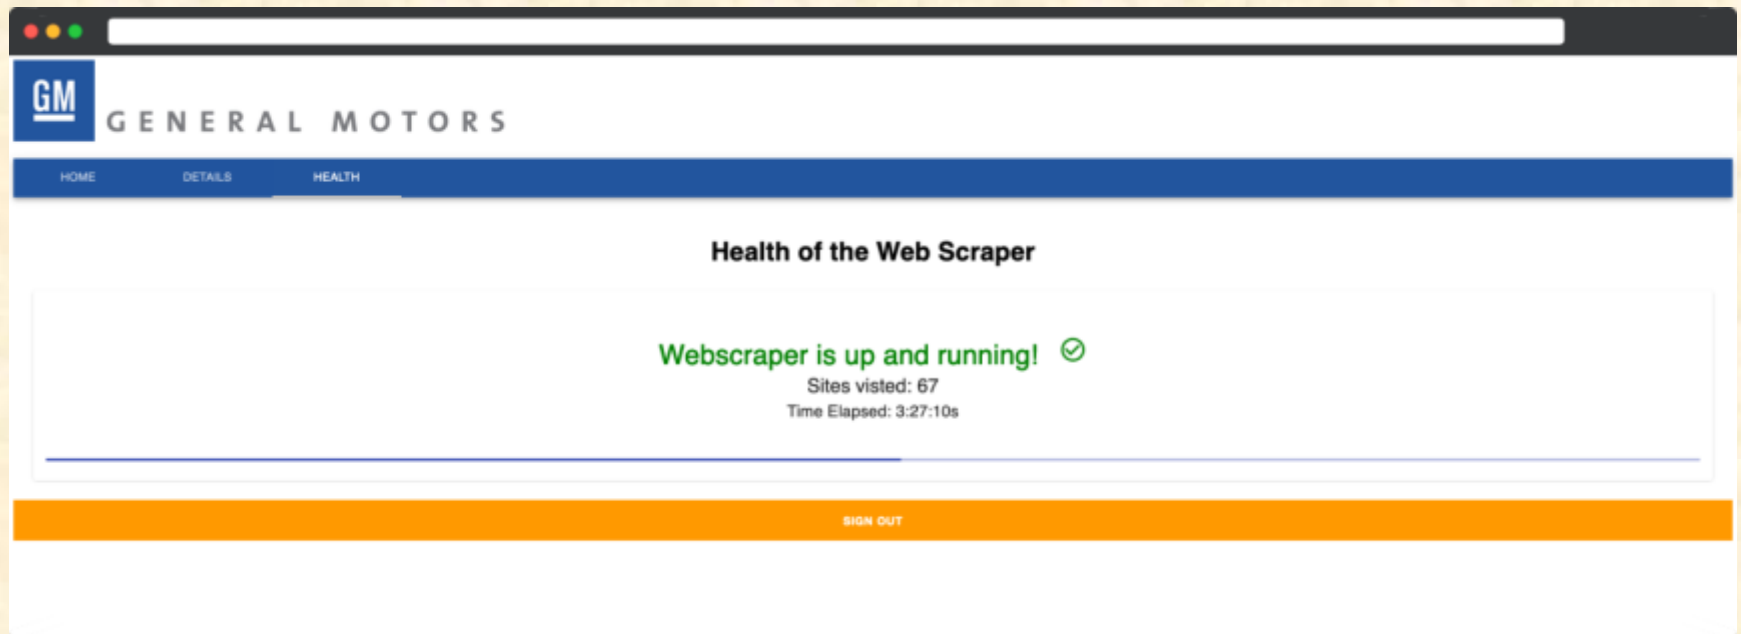 GM
GENERAL MOTORS
HOME DETAILS HEALTH
Health of the Web Scraper
Webscraper is up and running!
Sites visted: 67
Time Elapsed: 3:27:10s
SIGN OUT